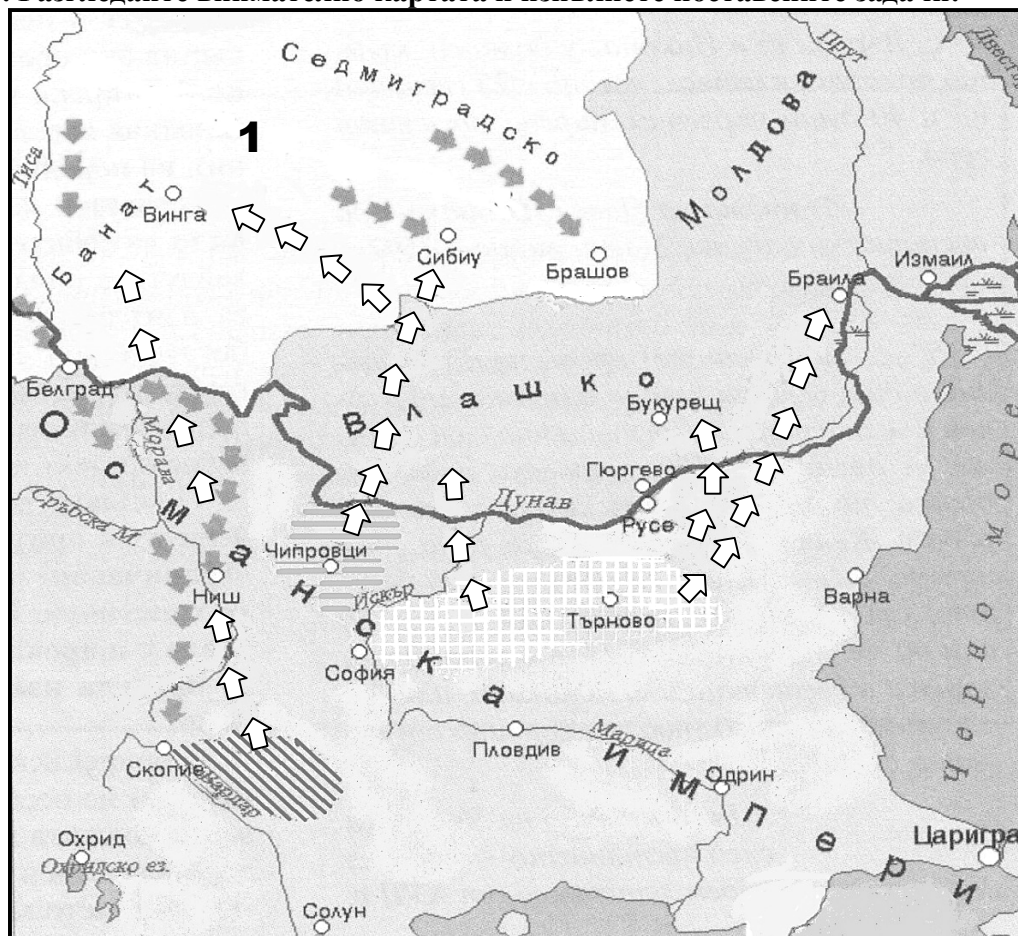 Разгледайте внимателно картата и изпълнете поставените задачи.
Седмиградско
Прут
Днестър
1
Молдова
Тиса
Банат
Винга
Сибиу
Брашов
Измаил
Браила
Белград
Влашко
Букурещ
Морава
Гюргево
Дунав
Русе
Сръбска М.
Чипровци
Искър
Ниш
Търново
Варна
София
Черно море
Пловдив
Марица
Скопие
Вардар
Одрин
Охрид
Охридско ез.
Цариград
Солун
Османска импери